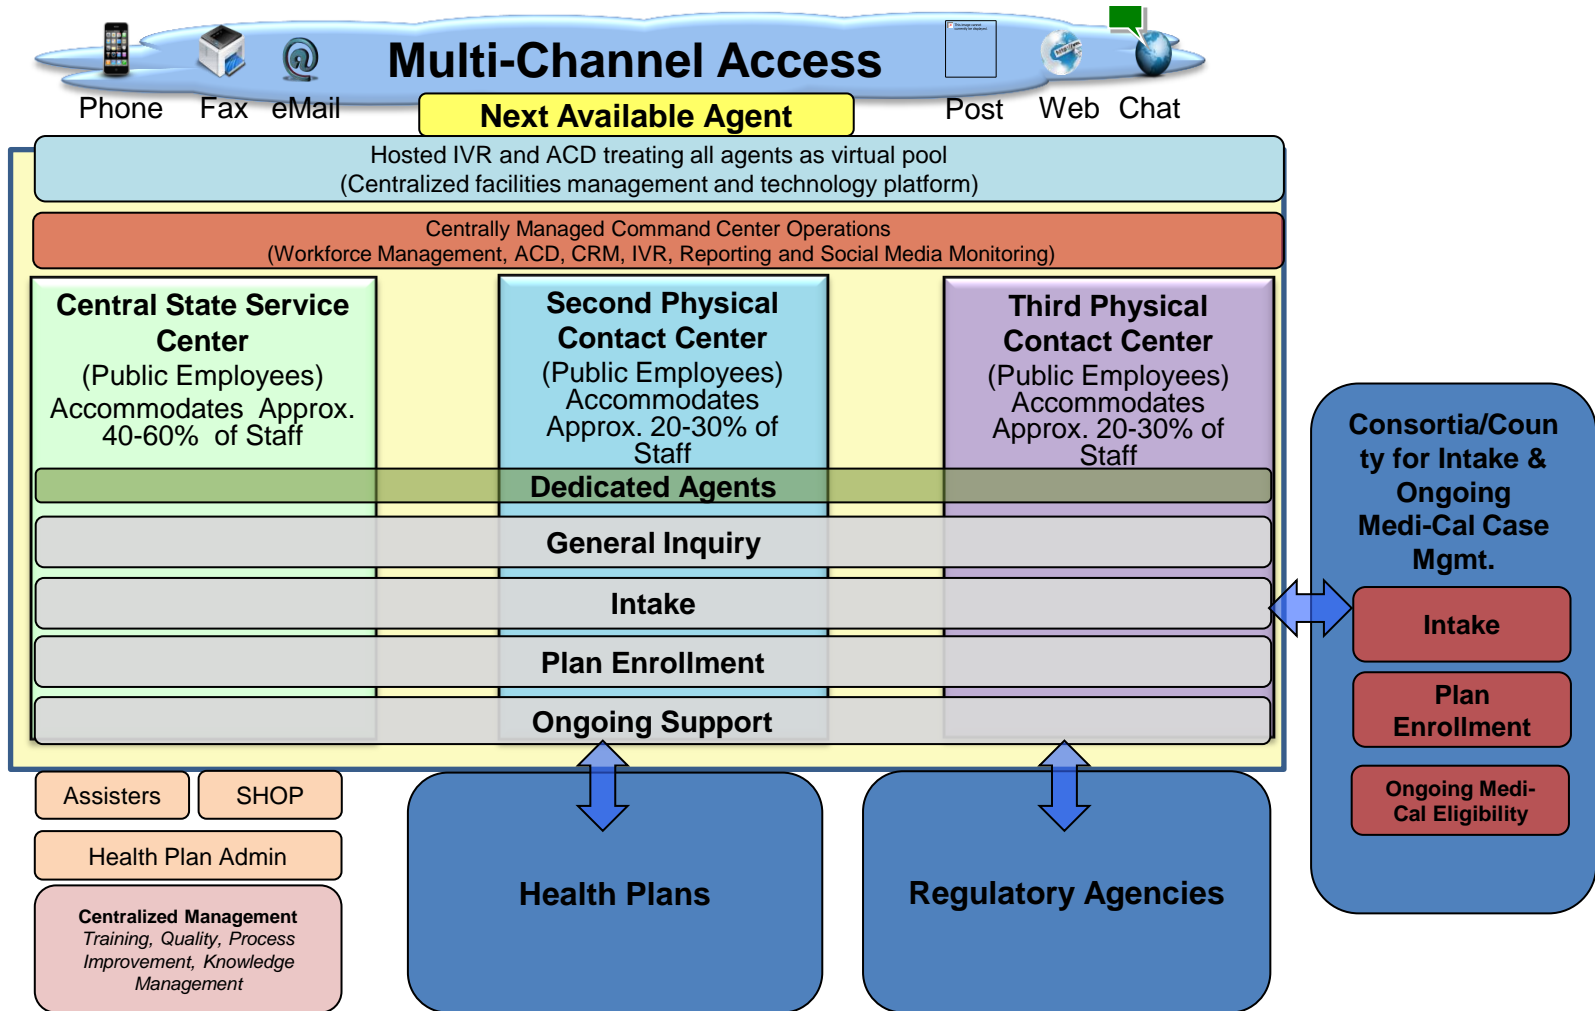 Multi-Channel Access
Phone
Fax
eMail
Post
Web
Chat
Next Available Agent
Hosted IVR and ACD treating all agents as virtual pool
(Centralized facilities management and technology platform)
Centrally Managed Command Center Operations
(Workforce Management, ACD, CRM, IVR, Reporting and Social Media Monitoring)
Central State Service
Center
(Public Employees)
Accommodates Approx.
40-60% of Staff
Second Physical
Contact Center
(Public Employees)
Accommodates
Approx. 20-30% of
Staff
Third Physical
Contact Center
(Public Employees)
Accommodates
Approx. 20-30% of
Staff
Dedicated Agents
General Inquiry
Intake
Plan Enrollment
Ongoing Support
Consortia/Coun
ty for Intake &
Ongoing
Medi-Cal Case
Mgmt.
Intake
Plan
Enrollment
Ongoing Medi-
Cal Eligibility
Assisters
SHOP
Health Plan Admin
Centralized Management
Training, Quality, Process
Improvement, Knowledge
Management
Health Plans
Regulatory Agencies